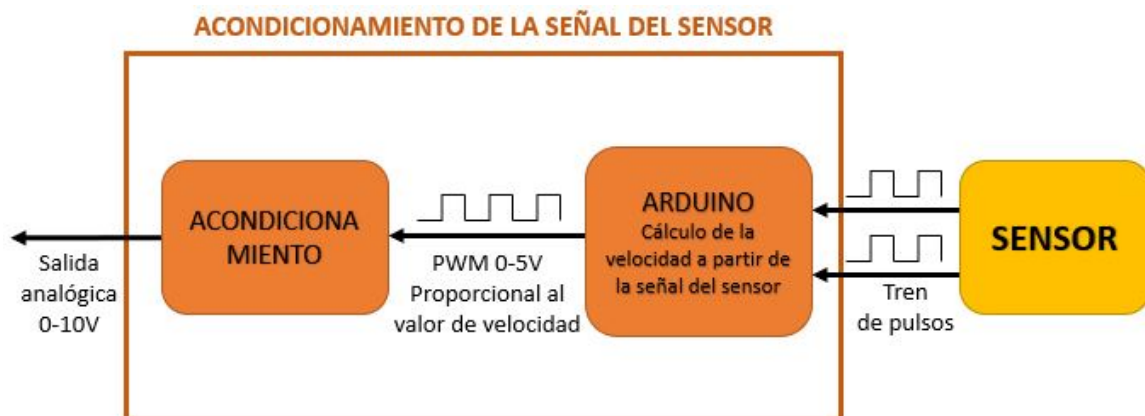 ACONDICIONAMIENTO DE LA SEÑAL DEL SENSOR
Salida
analógica
0-10V
ACONDICIONA
MIENTO
PWM 0-5V
Proporcional al
valor de velocidad
ARDUINO
Cálculo de la
velocidad a partir de
la señal del sensor
Tren
de pulsos
SENSOR